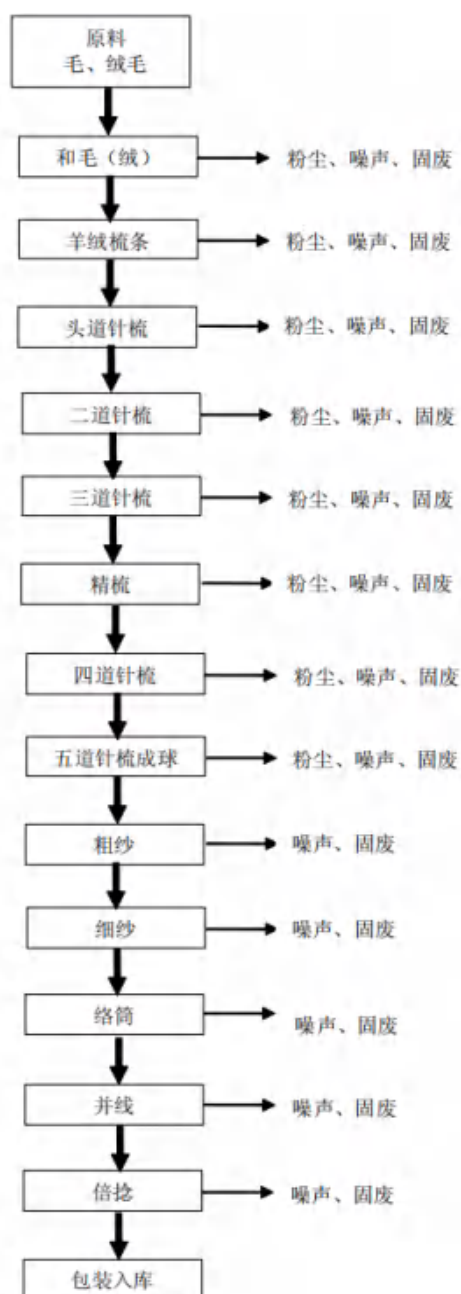 原料
毛、绒毛
和毛（绒）
粉尘、噪声、固废
羊绒梳条
粉尘、噪声、固废
头道针梳
粉尘、噪声、固废
二道针梳
粉尘、噪声、固废
三道针梳
粉尘、噪声、固废
精梳
粉尘、噪声、固废
四道针梳
粉尘、噪声、固废
五道针梳成球
粉尘、噪声、固废
粗纱
噪声、固废
细纱
噪声、固废
络筒
噪声、固废
并线
噪声、固废
倍捻
噪声、固废
包装入库